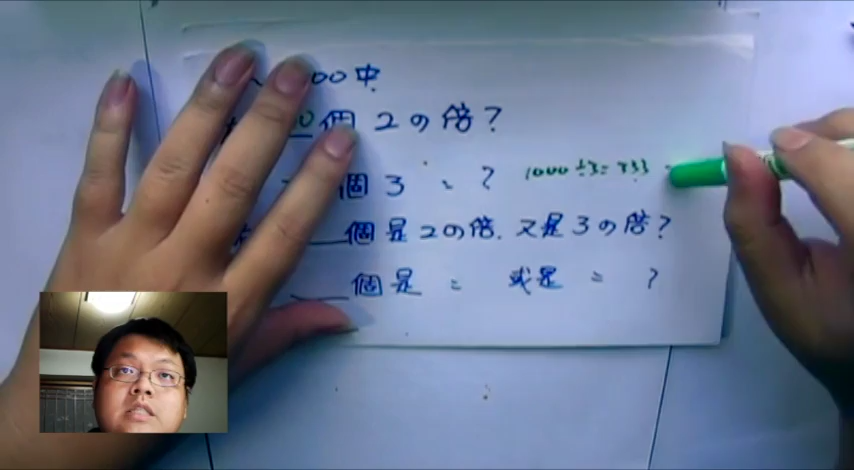 00中
0個 2の倍?
個 3 〃 ? 1000÷3=333
個是2の倍.又是3の倍?
個是 〃 或是 〃 ?